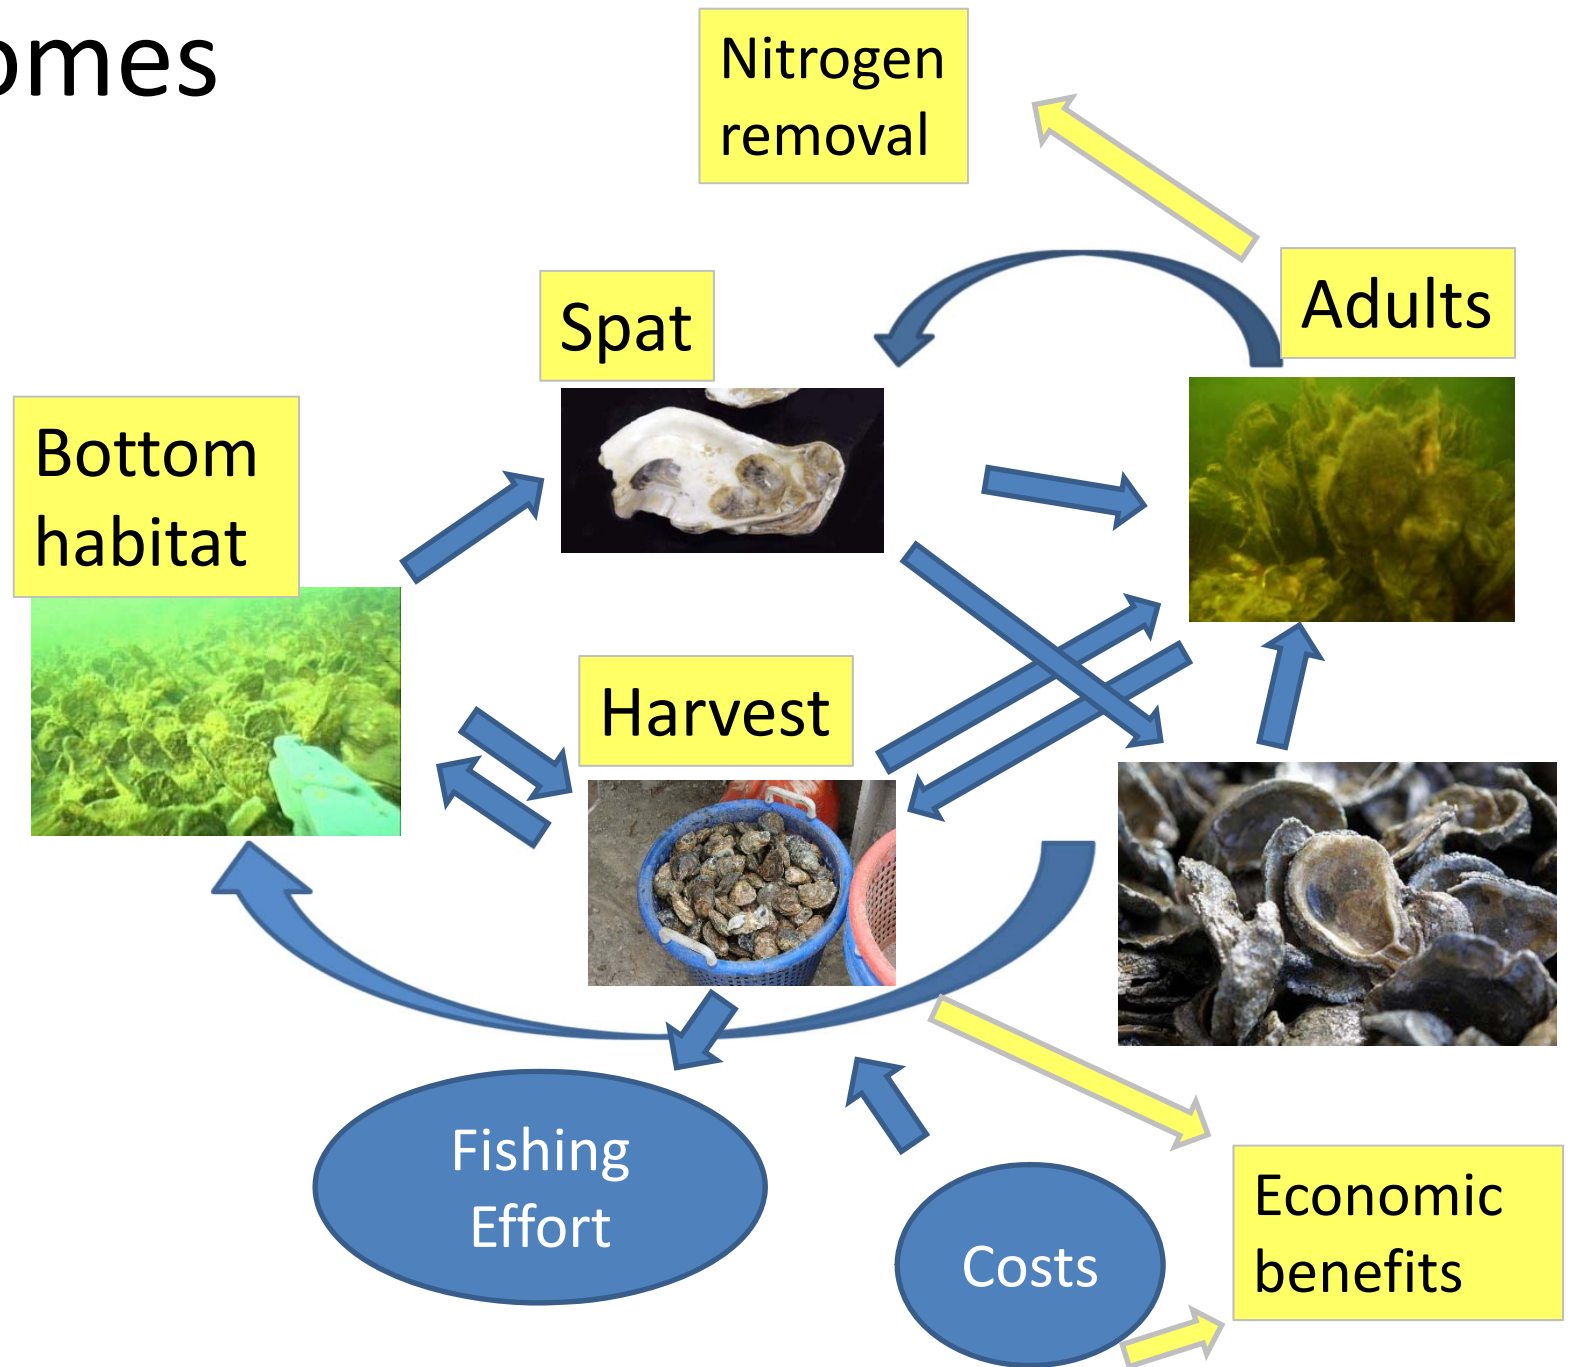 omes
Nitrogen
removal
Adults
Spat
Bottom
habitat
Harvest
Fishing
Effort
Costs
Economic
benefits